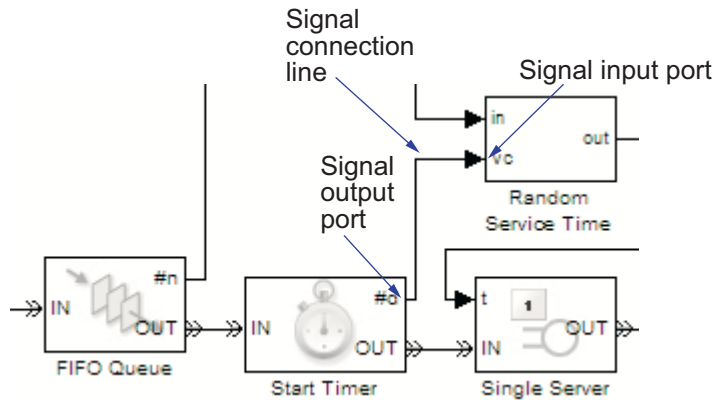 Signal
connection
line
Signal input port
in
out
vc
Signal
output
port
Random
Service Time
#n
IN
OUT
FIFO Queue
#d
IN
OUT
Start Timer
t
1
OUT
IN
Single Server